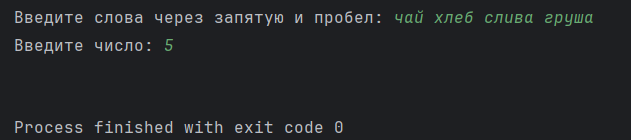 Введите слова через запятую и пробел: чай хлеб слива груша
Введите число: 5
Process finished with exit code 0